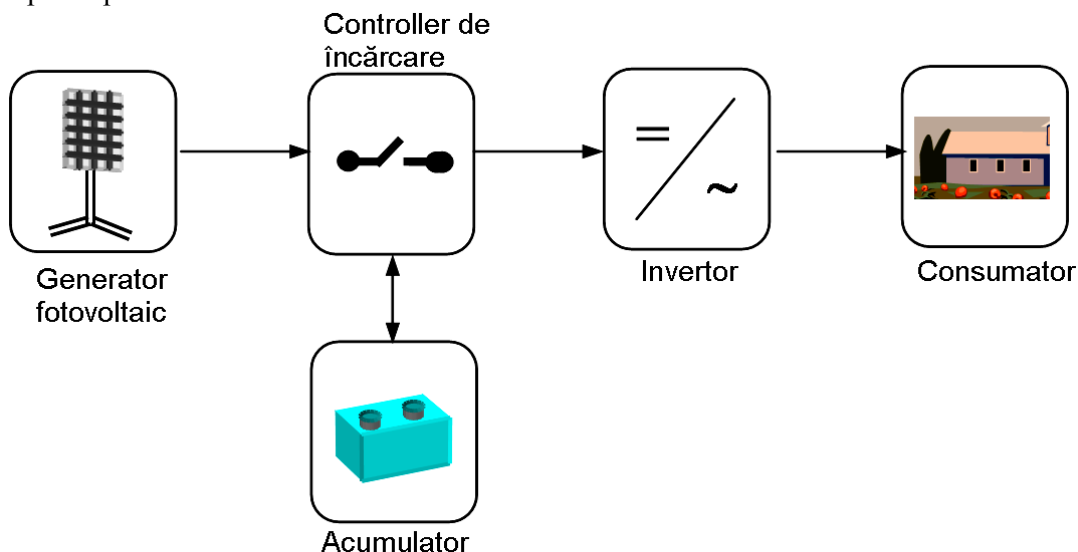 Controller de
încărcare
Generator
fotovoltaic
Invertor
Consumator
Acumulator